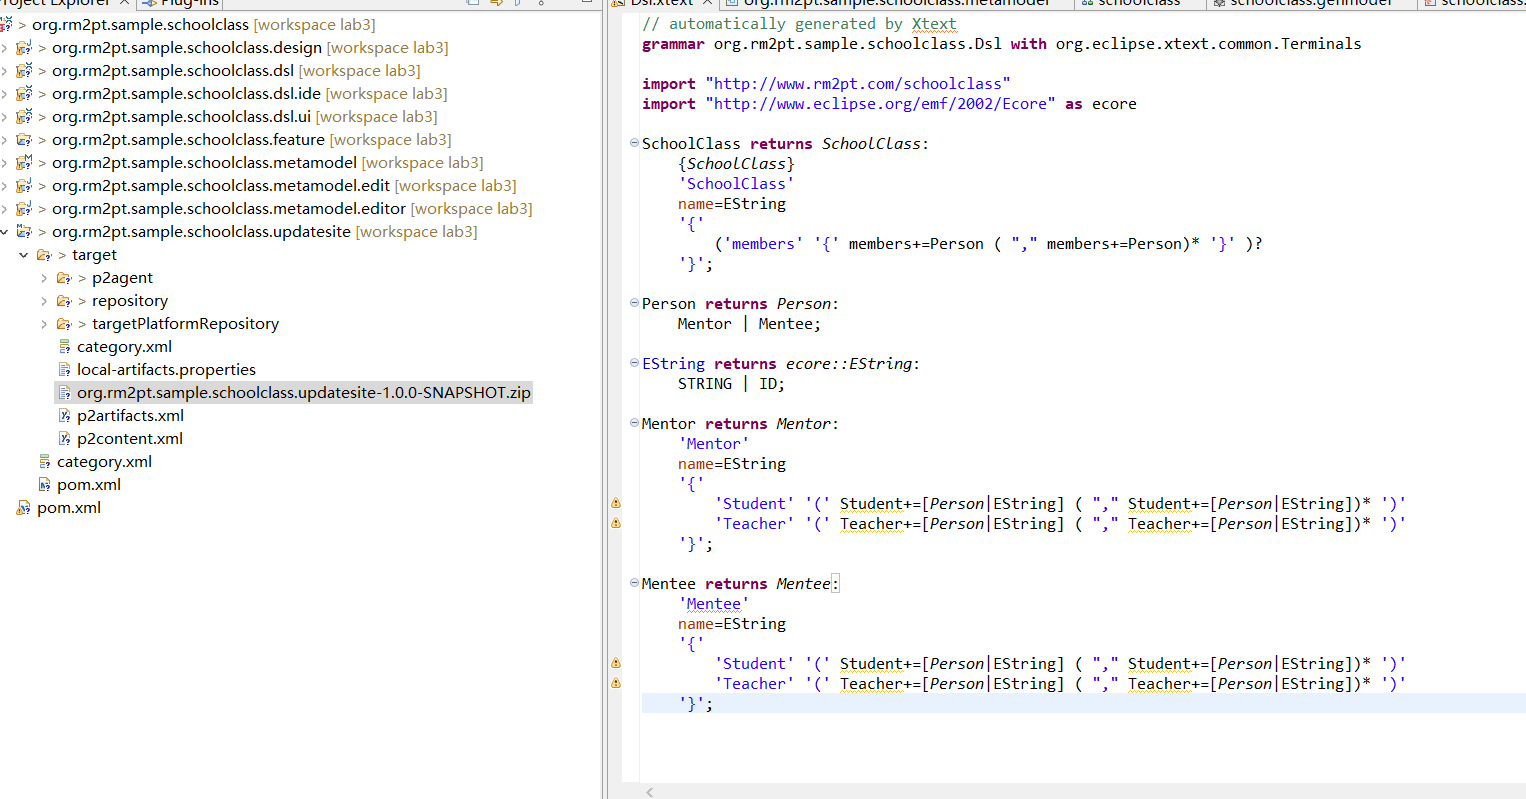 Project Explorer
Plug-ins
> org.rm2pt.sample.schoolclass [workspace lab3]
> org.rm2pt.sample.schoolclass.design [workspace lab3]
> org.rm2pt.sample.schoolclass.dsl [workspace lab3]
> org.rm2pt.sample.schoolclass.dsl.ide [workspace lab3]
> org.rm2pt.sample.schoolclass.dsl.ui [workspace lab3]
> org.rm2pt.sample.schoolclass.feature [workspace lab3]
> org.rm2pt.sample.schoolclass.metamodel [workspace lab3]
> org.rm2pt.sample.schoolclass.metamodel.edit [workspace lab3]
> org.rm2pt.sample.schoolclass.metamodel.editor [workspace lab3]
> org.rm2pt.sample.schoolclass.updatesite [workspace lab3]
> target
> p2agent
> repository
> targetPlatformRepository
category.xml
local-artifacts.properties
org.rm2pt.sample.schoolclass.updatesite-1.0.0-SNAPSHOT.zip
p2artifacts.xml
p2content.xml
category.xml
pom.xml
pom.xml
Dsl.xtext
org.rm2pt.sample.schoolclass.metamodel
schoolclass
schoolclass.genmodel
schoolclass.
// automatically generated by Xtext
grammar org.rm2pt.sample.schoolclass.Dsl with org.eclipse.xtext.common.Terminals
import "http://www.rm2pt.com/schoolclass"
import "http://www.eclipse.org/emf/2002/Ecore" as ecore
SchoolClass returns SchoolClass:
{SchoolClass}
'SchoolClass'
name=EString
'{'
('members' '{' members+=Person ( "," members+=Person)* '}' )?
'}';
Person returns Person:
Mentor | Mentee;
EString returns ecore::EString:
STRING | ID;
Mentor returns Mentor:
'Mentor'
name=EString
'{'
'Student' '(' Student+=[Person|EString] ( "," Student+=[Person|EString])* ')'
'Teacher' '(' Teacher+=[Person|EString] ( "," Teacher+=[Person|EString])* ')'
'}';
Mentee returns Mentee:
'Mentee'
name=EString
'{'
'Student' '(' Student+=[Person|EString] ( "," Student+=[Person|EString])* ')'
'Teacher' '(' Teacher+=[Person|EString] ( "," Teacher+=[Person|EString])* ')'
'}';